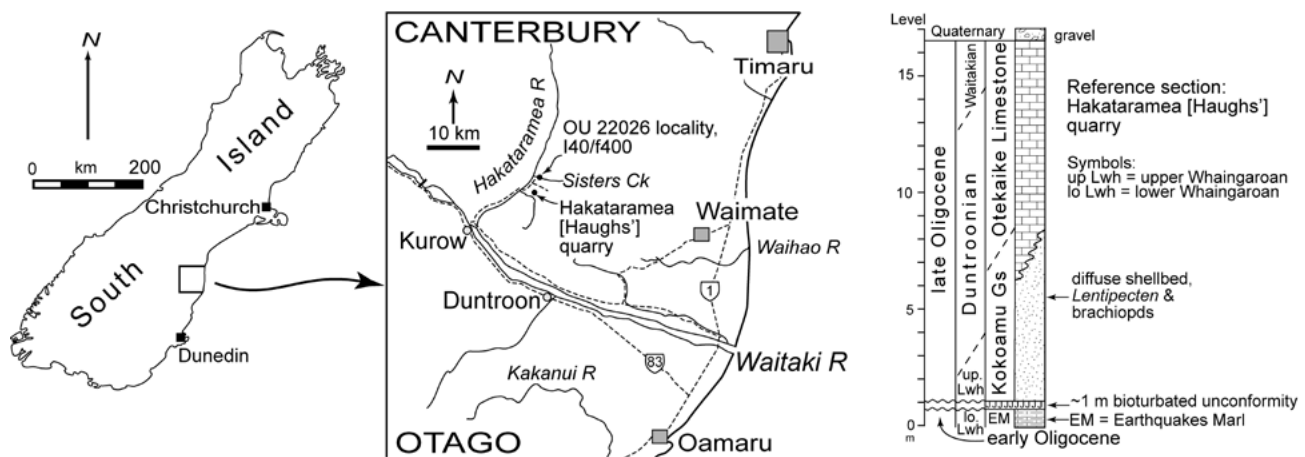 N
0 km 200
South Island
Christchurch
Dunedin
CANTERBURY
N
10 km
Hakataramea R
Timaru
OU 22026 locality,
I40/f400
Sisters Ck
Hakataramea
[Haughs']
quarry
Kurow
Waimate
Waihao R
1
Duntroon
83
Waitaki R
Kakanui R
OTAGO
Oamaru
Level
15
10
5
0
m
Quaternary
late Oligocene
Waitakian
Duntroonian
up.
Lwh
lo.
Lwh
Otekaike Limestone
Kokoamu Gs
EM
gravel
Reference section:
Hakataramea [Haughs']
quarry
Symbols:
up Lwh = upper Whaingaroan
lo Lwh = lower Whaingaroan
diffuse shellbed,
Lentipecten &
brachiopds
~1 m bioturbated unconformity
EM = Earthquakes Marl
early Oligocene